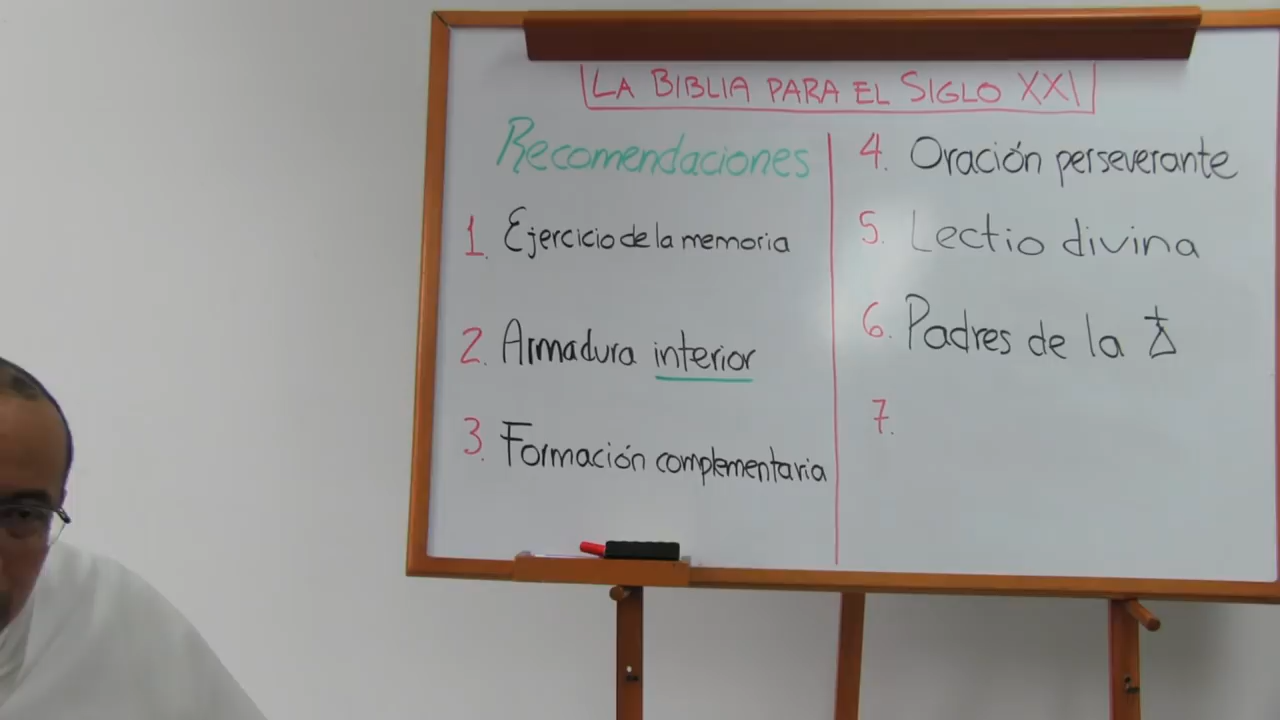 LA BIBLIA PARA EL SIGLO XXI
Recomendaciones
1. Ejercicio de la memoria
2. Armadura interior
3. Formación complementaria
4. Oración perseverante
5. Lectio divina
6. Padres de la
7.